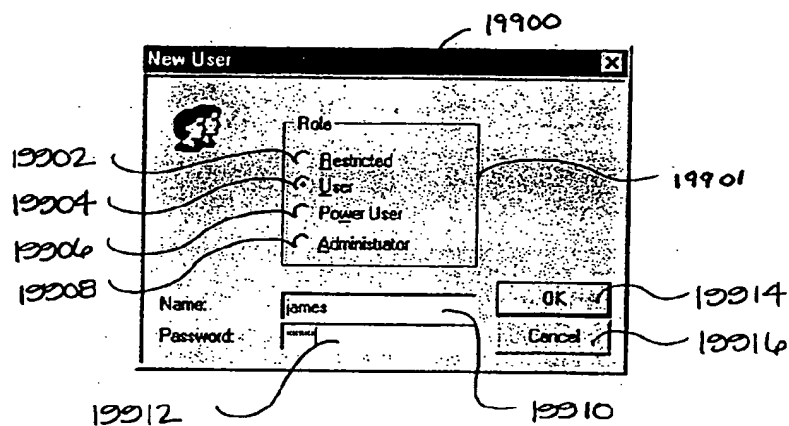 19900
New User
Role
19902
Restricted
19901
19904
User
19906
Power User
19908
Administrator
Name:
james
OK
19914
Password:
*****
Cancel
19916
19912
19910